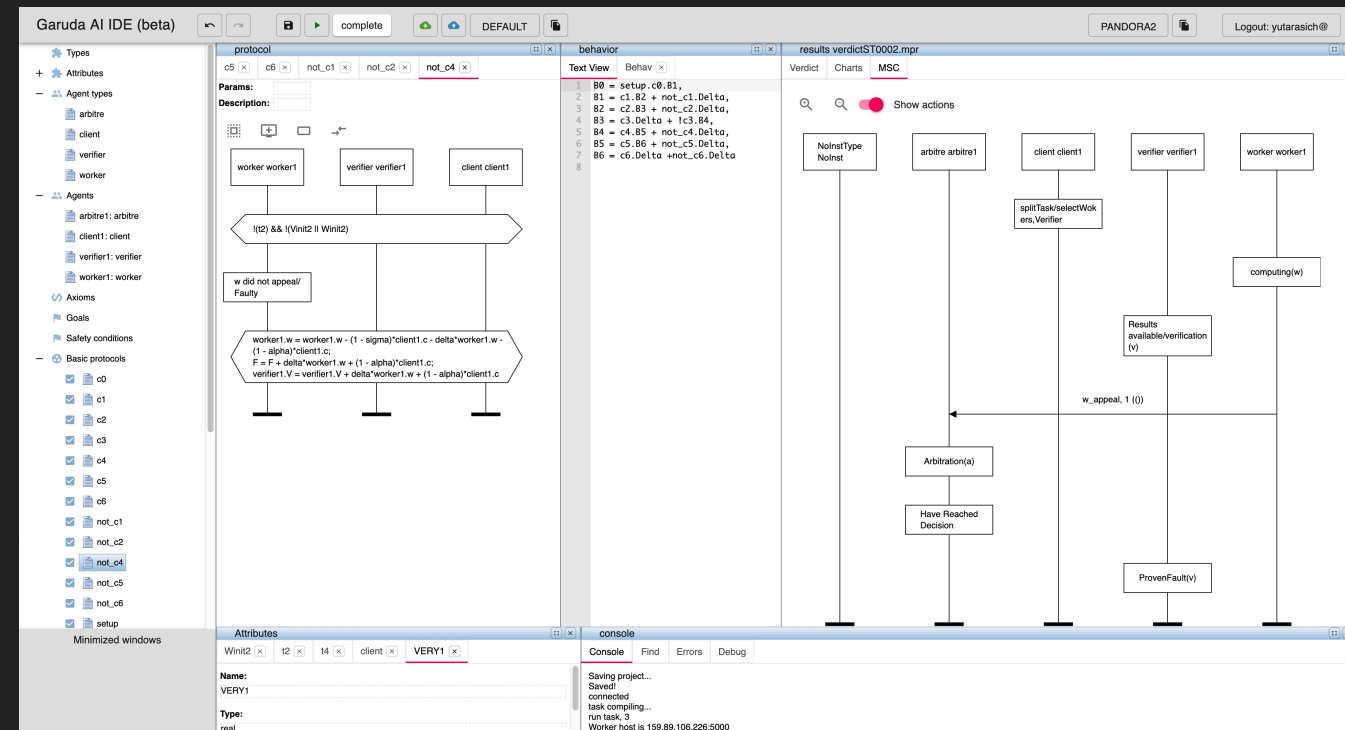 Garuda AI IDE (beta)
complete
DEFAULT
PANDORA2
Logout: yutarasich@
Types
+ Attributes
− Agent types
arbitre
client
verifier
worker
− Agents
arbitre1: arbitre
client1: client
verifier1: verifier
worker1: worker
Axioms
Goals
Safety conditions
− Basic protocols
c0
c1
c2
c3
c4
c5
c6
not_c1
not_c2
not_c4
not_c5
not_c6
setup
Minimized windows
protocol
c5 c6 not_c1 not_c2 not_c4
Params:
Description:
worker worker1 verifier verifier1 client client1
!(t2) && !(Vinit2 || Winit2)
w did not appeal/
Faulty
worker1.w = worker1.w - (1 - sigma)*client1.c - delta*worker1.w -
(1 - alpha)*client1.c;
F = F + delta*worker1.w + (1 - alpha)*client1.c;
verifier1.V = verifier1.V + delta*worker1.w + (1 - alpha)*client1.c
behavior
Text View Behav
1 B0 = setup.c0.B1,
2 B1 = c1.B2 + not_c1.Delta,
3 B2 = c2.B3 + not_c2.Delta,
4 B3 = c3.Delta + !c3.B4,
5 B4 = c4.B5 + not_c4.Delta,
6 B5 = c5.B6 + not_c5.Delta,
7 B6 = c6.Delta +not_c6.Delta
8
results verdictST0002.mpr
Verdict Charts MSC
Show actions
NoInstType
NoInst
arbitre arbitre1
client client1
verifier verifier1
worker worker1
splitTask/selectWok
ers,Verifier
computing(w)
Results
available/verification
(v)
w_appeal, 1 (())
Arbitration(a)
Have Reached
Decision
ProvenFault(v)
Attributes
Winit2 t2 t4 client VERY1
Name:
VERY1
Type:
real
console
Console Find Errors Debug
Saving project...
Saved!
connected
task compiling...
run task, 3
Worker host is 159.89.106.226:5000